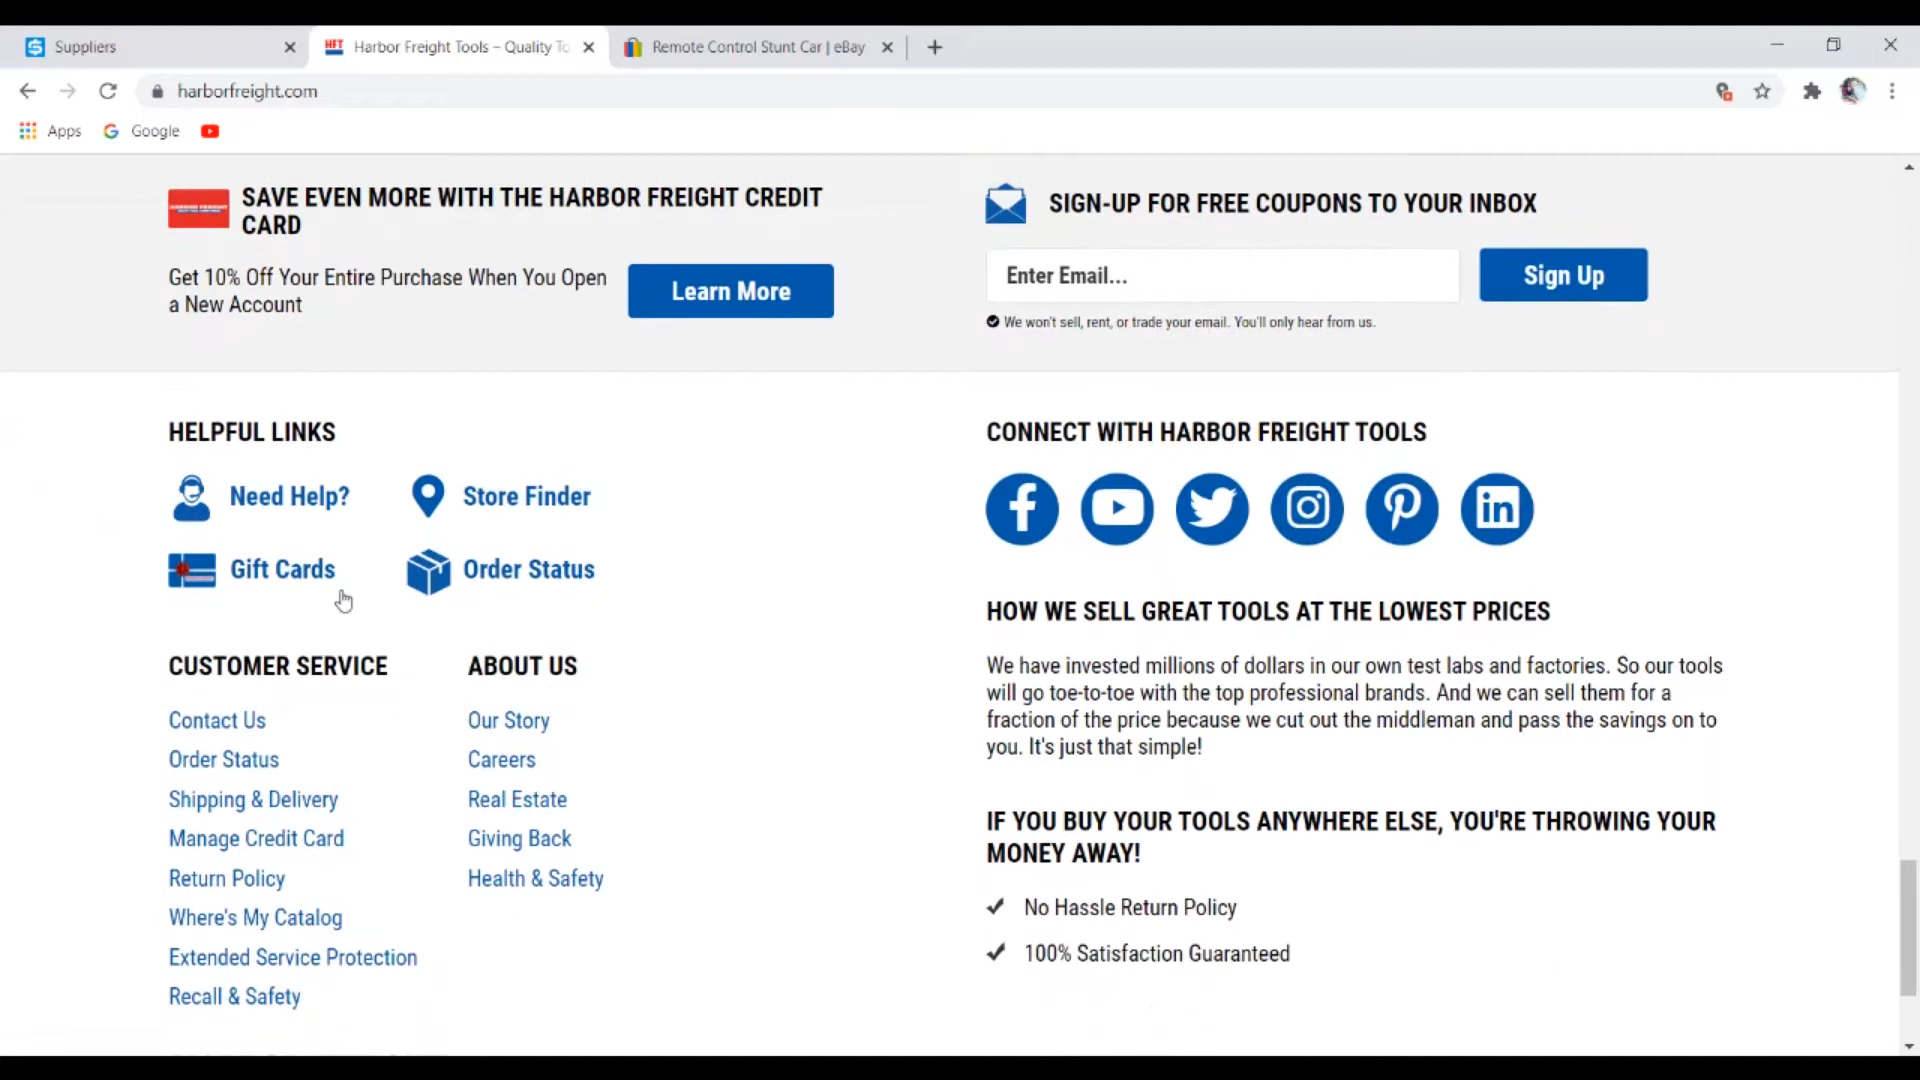 Suppliers
HFT Harbor Freight Tools – Quality To
Remote Control Stunt Car | eBay
harborfreight.com
Apps
Google
SAVE EVEN MORE WITH THE HARBOR FREIGHT CREDIT
CARD
Get 10% Off Your Entire Purchase When You Open
a New Account
Learn More
SIGN-UP FOR FREE COUPONS TO YOUR INBOX
Enter Email...
Sign Up
We won't sell, rent, or trade your email. You'll only hear from us.
HELPFUL LINKS
Need Help?
Store Finder
Gift Cards
Order Status
CUSTOMER SERVICE
Contact Us
Order Status
Shipping & Delivery
Manage Credit Card
Return Policy
Where's My Catalog
Extended Service Protection
Recall & Safety
ABOUT US
Our Story
Careers
Real Estate
Giving Back
Health & Safety
CONNECT WITH HARBOR FREIGHT TOOLS
HOW WE SELL GREAT TOOLS AT THE LOWEST PRICES
We have invested millions of dollars in our own test labs and factories. So our tools
will go toe-to-toe with the top professional brands. And we can sell them for a
fraction of the price because we cut out the middleman and pass the savings on to
you. It's just that simple!
IF YOU BUY YOUR TOOLS ANYWHERE ELSE, YOU'RE THROWING YOUR
MONEY AWAY!
No Hassle Return Policy
100% Satisfaction Guaranteed